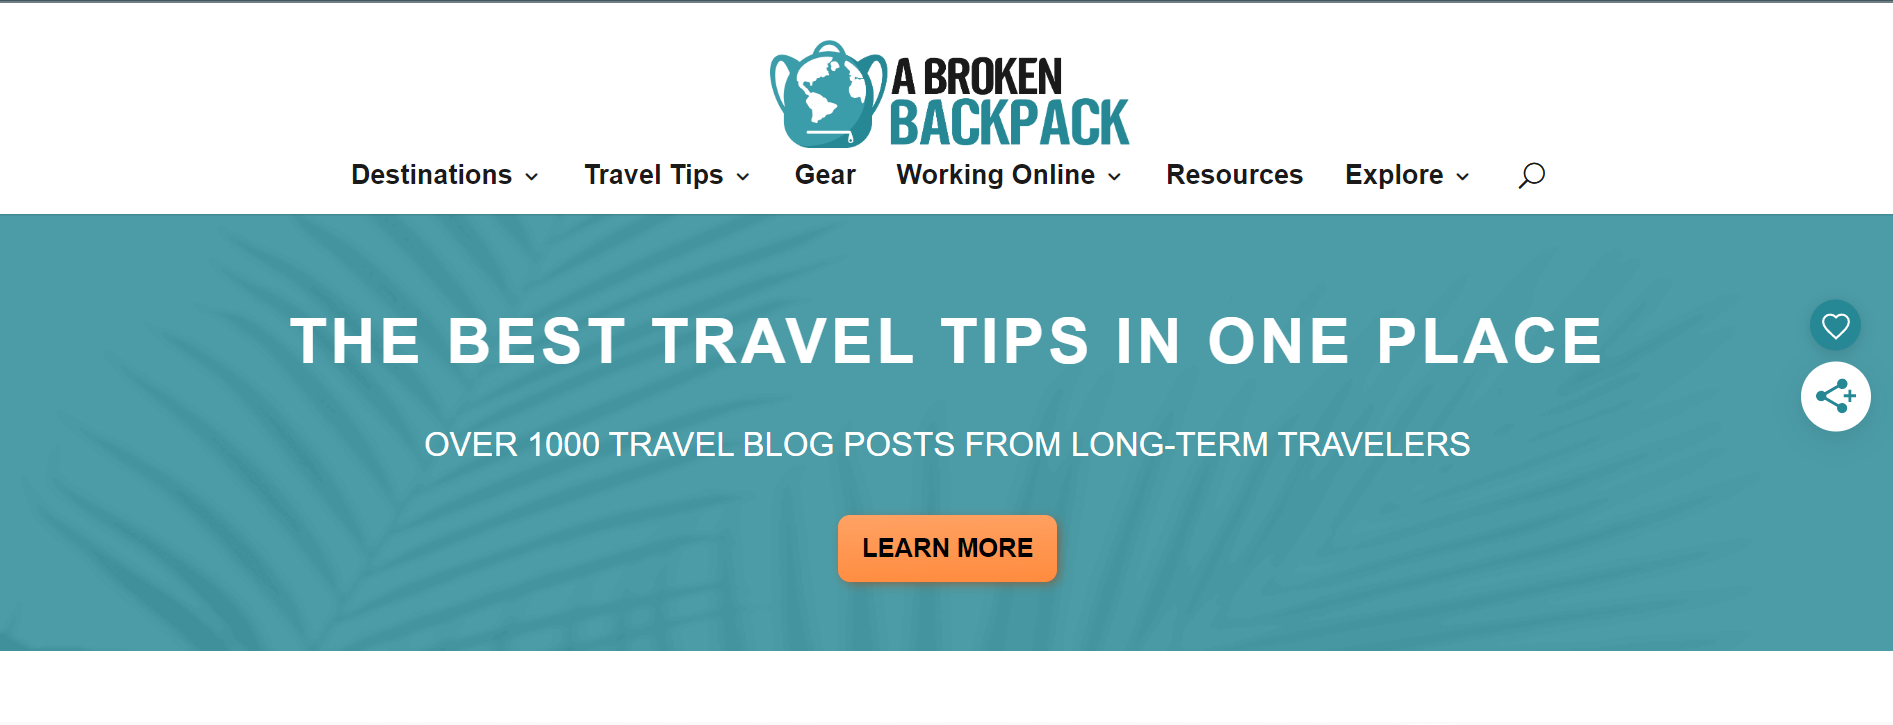 A BROKEN
BACKPACK
Destinations Travel Tips Gear Working Online Resources Explore
THE BEST TRAVEL TIPS IN ONE PLACE
OVER 1000 TRAVEL BLOG POSTS FROM LONG-TERM TRAVELERS
LEARN MORE